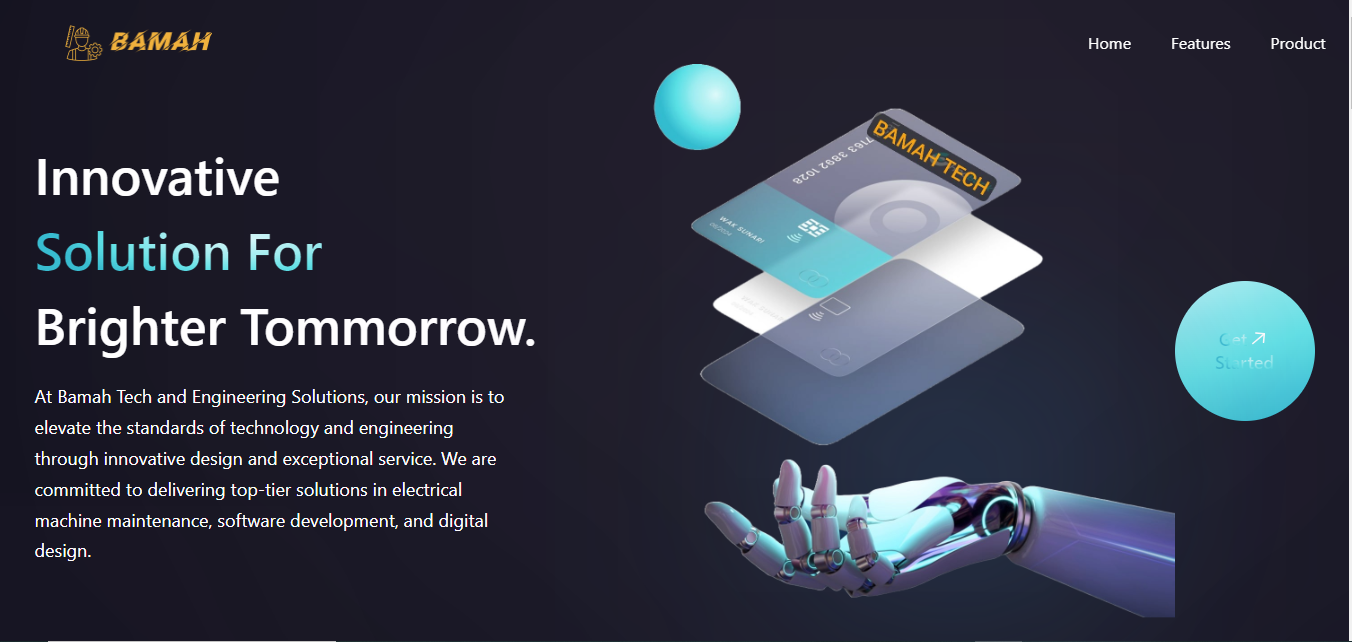 BAMAH
Home
Features
Product
Innovative
Solution For
Brighter Tommorrow.
At Bamah Tech and Engineering Solutions, our mission is to
elevate the standards of technology and engineering
through innovative design and exceptional service. We are
committed to delivering top-tier solutions in electrical
machine maintenance, software development, and digital
design.
BAMAH TECH
7163 3892 1028
WAK SUNARI
Get
Started